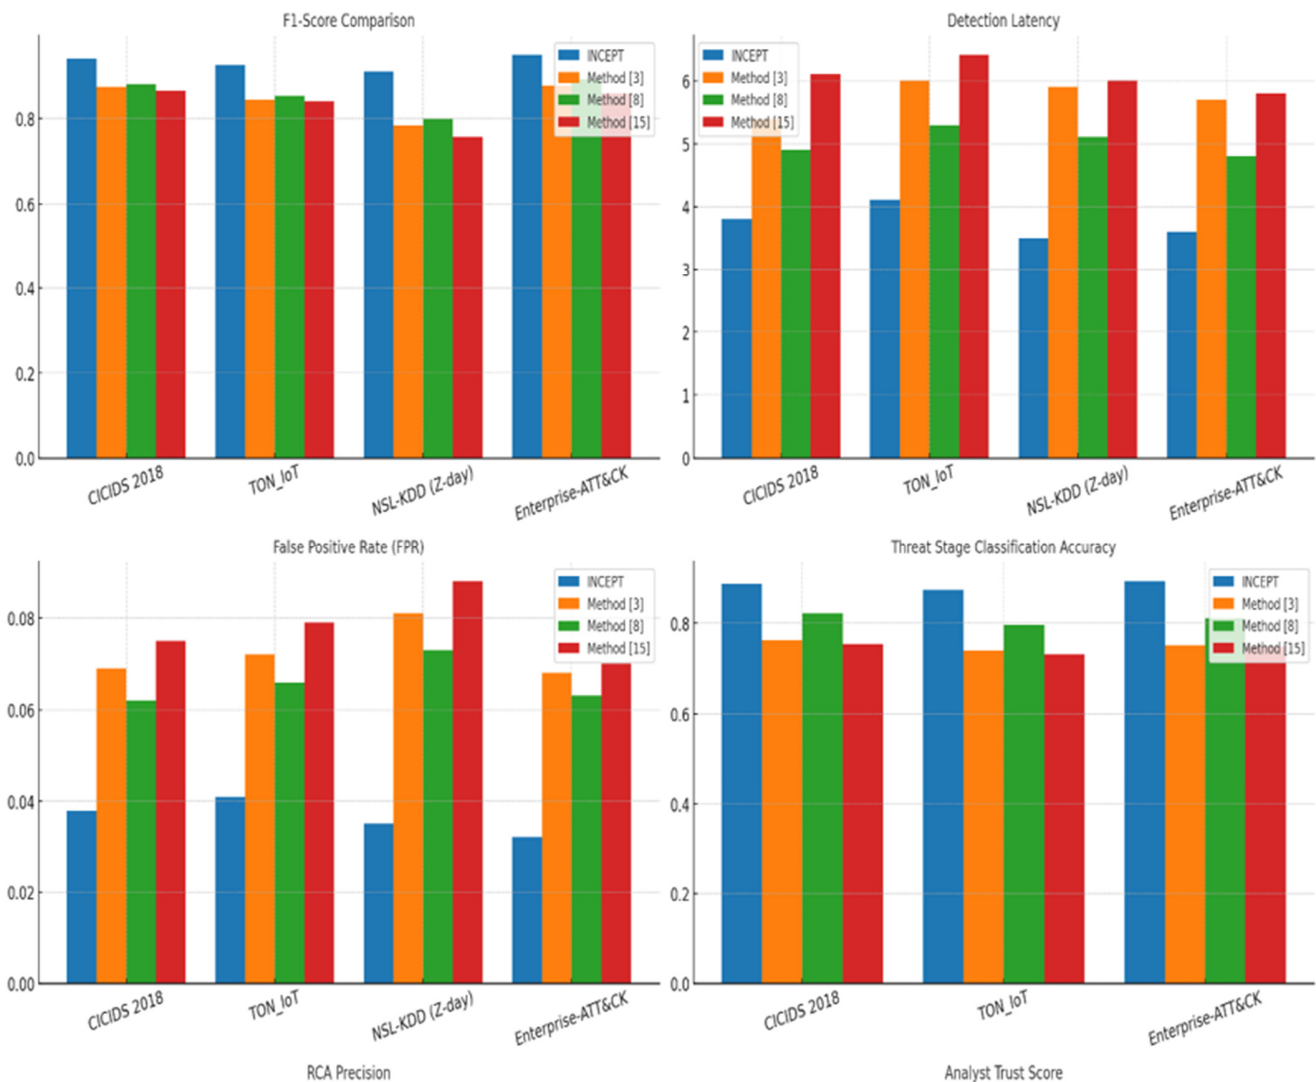 F1-Score Comparison
INCEPT
Method [3]
Method [8]
Method [15]
0.8
0.6
0.4
0.2
0.0
CICIDS 2018
TON_IoT
NSL-KDD (Z-day)
Enterprise-ATT&CK
Detection Latency
INCEPT
Method [3]
Method [8]
Method [15]
6
5
4
3
2
1
0
CICIDS 2018
TON_IoT
NSL-KDD (Z-day)
Enterprise-ATT&CK
False Positive Rate (FPR)
INCEPT
Method [3]
Method [8]
Method [15]
0.08
0.06
0.04
0.02
0.00
CICIDS 2018
TON_IoT
NSL-KDD (Z-day)
Enterprise-ATT&CK
Threat Stage Classification Accuracy
INCEPT
Method [3]
Method [8]
Method [15]
0.8
0.6
0.4
0.2
0.0
CICIDS 2018
TON_IoT
Enterprise-ATT&CK
RCA Precision
Analyst Trust Score